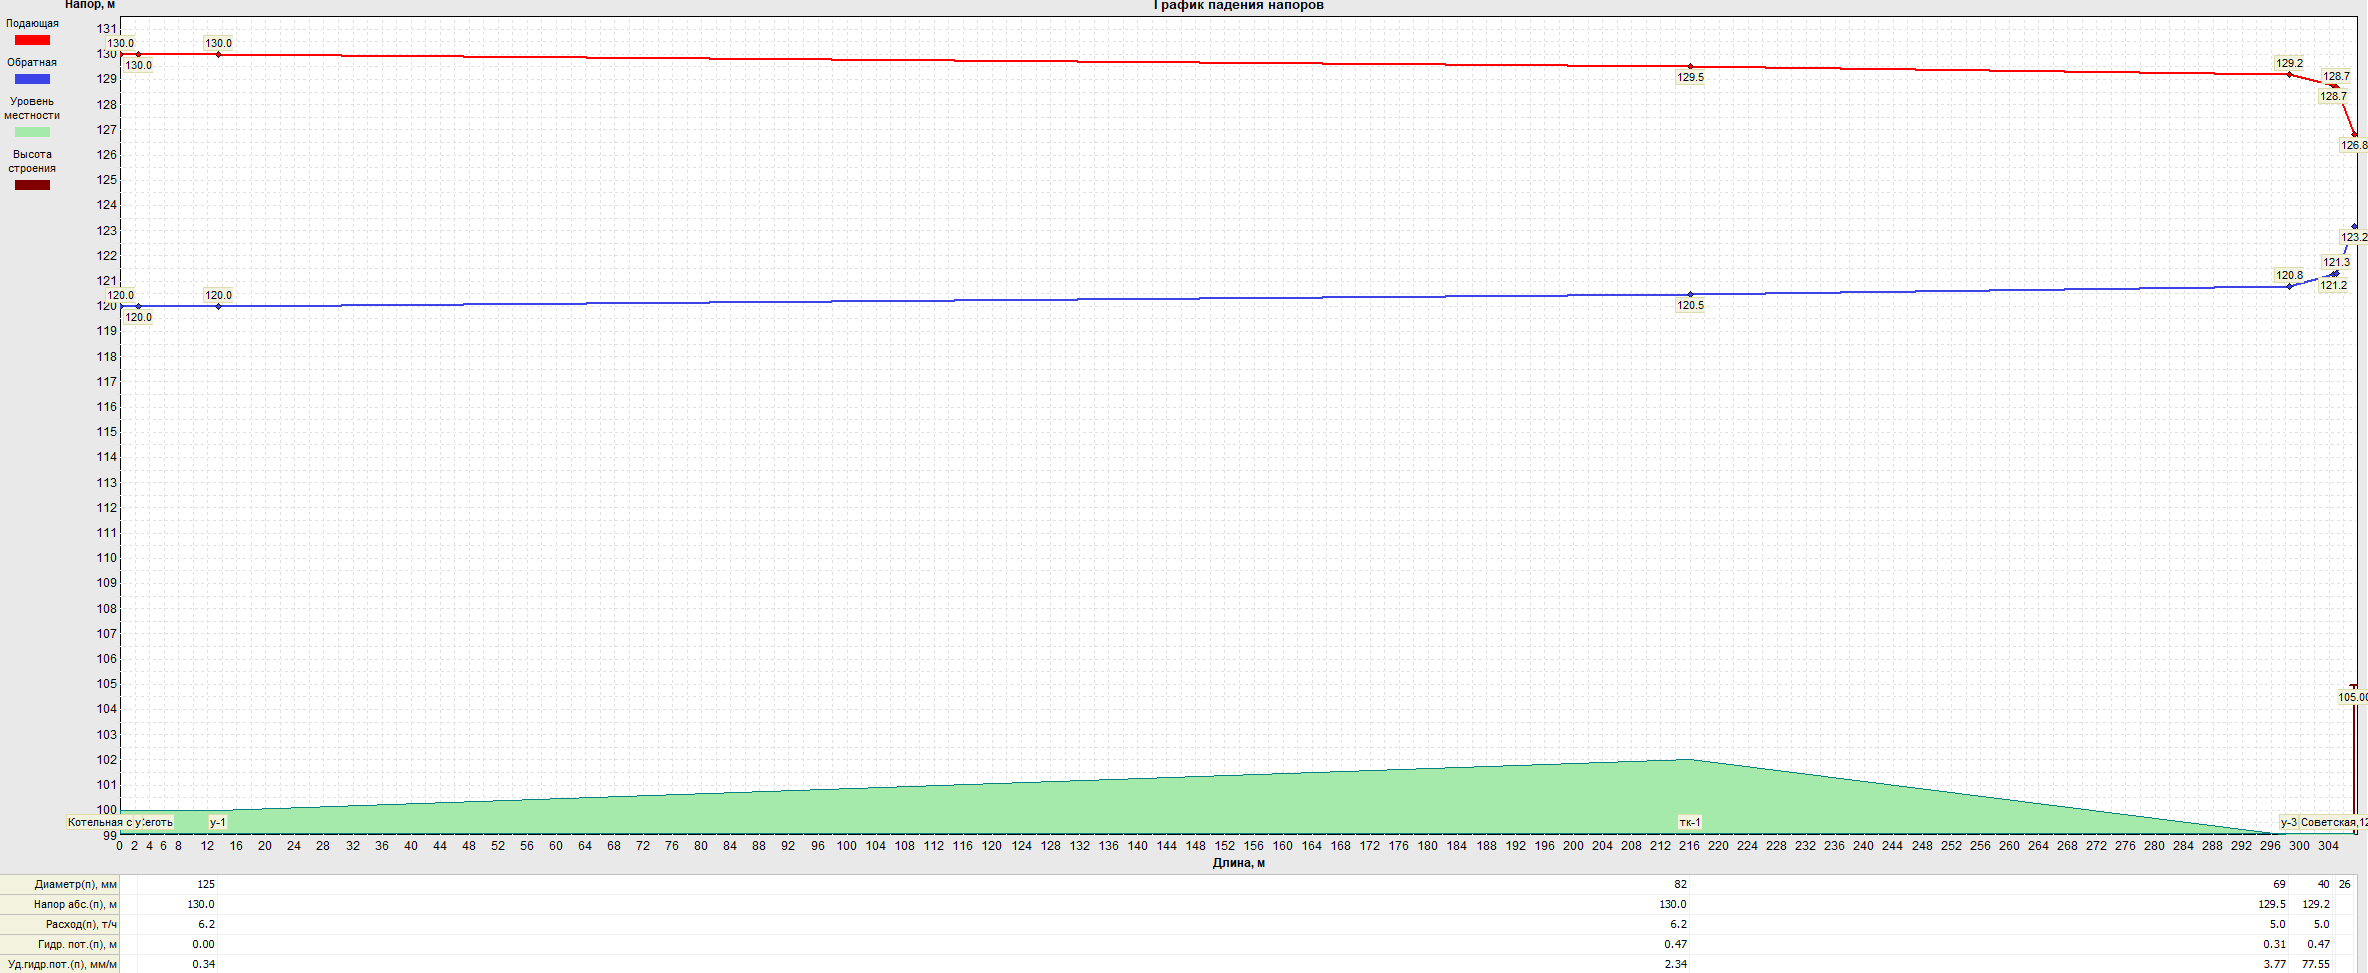 График падения напоров
Напор, м
Подающая
Обратная
Уровень
местности
Высота
строения
131
130
129
128
127
126
125
124
123
122
121
120
119
118
117
116
115
114
113
112
111
110
109
108
107
106
105
104
103
102
101
100
99
130.0
130.0
130.0
129.5
129.2
128.7
128.7
126.8
120.0
120.0
120.0
120.5
120.8
121.3
121.2
123.2
105.00
Котельная с
у
еготь
у-1
тк-1
у-3
Советская,12
0 2 4 6 8 12 16 20 24 28 32 36 40 44 48 52 56 60 64 68 72 76 80 84 88 92 96 100 104 108 112 116 120 124 128 132 136 140 144 148 152 156 160 164 168 172 176 180 184 188 192 196 200 204 208 212 216 220 224 228 232 236 240 244 248 252 256 260 264 268 272 276 280 284 288 292 296 300 304
Длина, м
Диаметр(п), мм 125 82 69 40 26
Напор абс.(п), м 130.0 130.0 129.5 129.2
Расход(п), т/ч 6.2 6.2 5.0 5.0
Гидр. пот.(п), м 0.00 0.47 0.31 0.47
Уд.гидр.пот.(п), мм/м 0.34 2.34 3.77 77.55